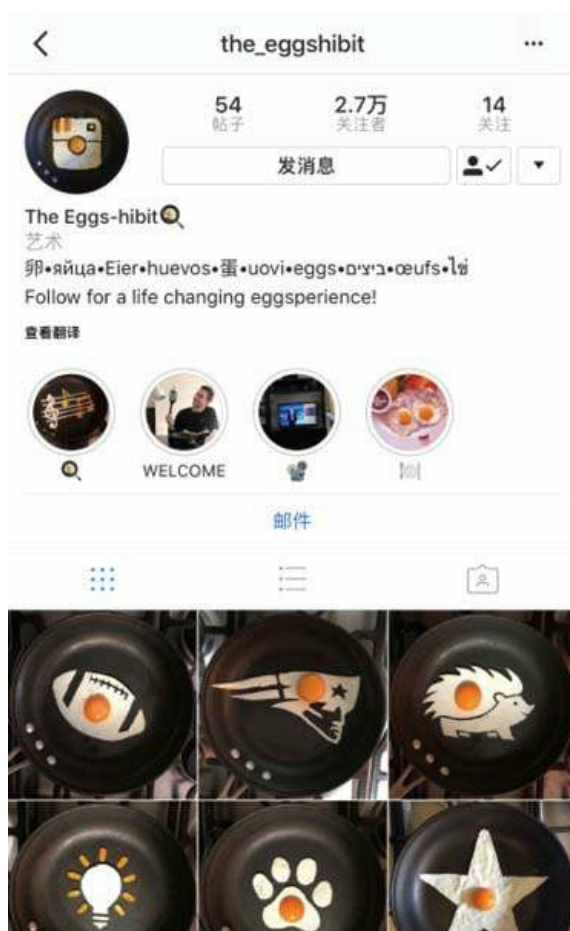 the_eggshibit
54 2.7万 14
帖子 关注者 关注
发消息
The Eggs-hibit🍳
艺术
卵•яйца•Eier•huevos•蛋•uovi•eggs•ביצים•œufs•ไข่
Follow for a life changing eggsperience!
查看翻译
🍳 WELCOME 📽 🍽
邮件